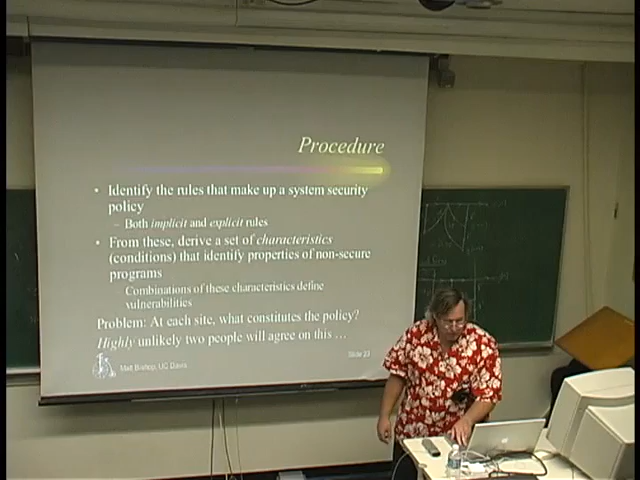 Procedure
• Identify the rules that make up a system security
policy
– Both implicit and explicit rules
• From these, derive a set of characteristics
(conditions) that identify properties of non-secure
programs
Combinations of these characteristics define
vulnerabilities
Problem: At each site, what constitutes the policy?
Highly unlikely two people will agree on this …
Matt Bishop, UC Davis
Slide 23